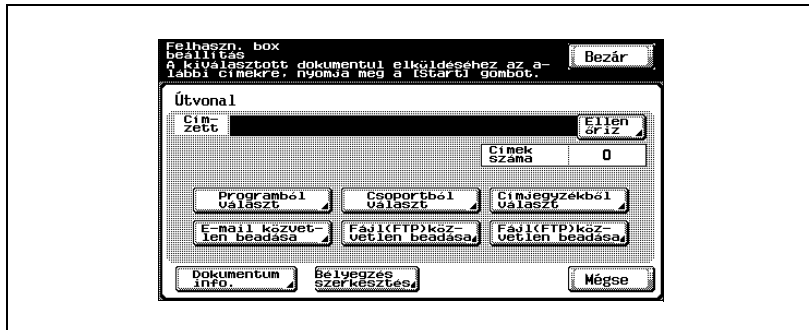 Felhaszn. box
beállítás
A kiválasztott dokumentul elküldéséhez az a-
lábbi címekre, nyomja meg a [Start] gombot.
Bezár
Útvonal
Cím-
zett
Ellen
őriz
Címek
száma
0
Programból
választ
Csoportból
választ
Címjegyzékből
választ
E-mail közvet-
len beadása
Fájl(FTP)köz-
vetlen beadása
Fájl(FTP)köz-
vetlen beadása
Dokumentum
info.
Bélyegzés
szerkesztés
Mégse